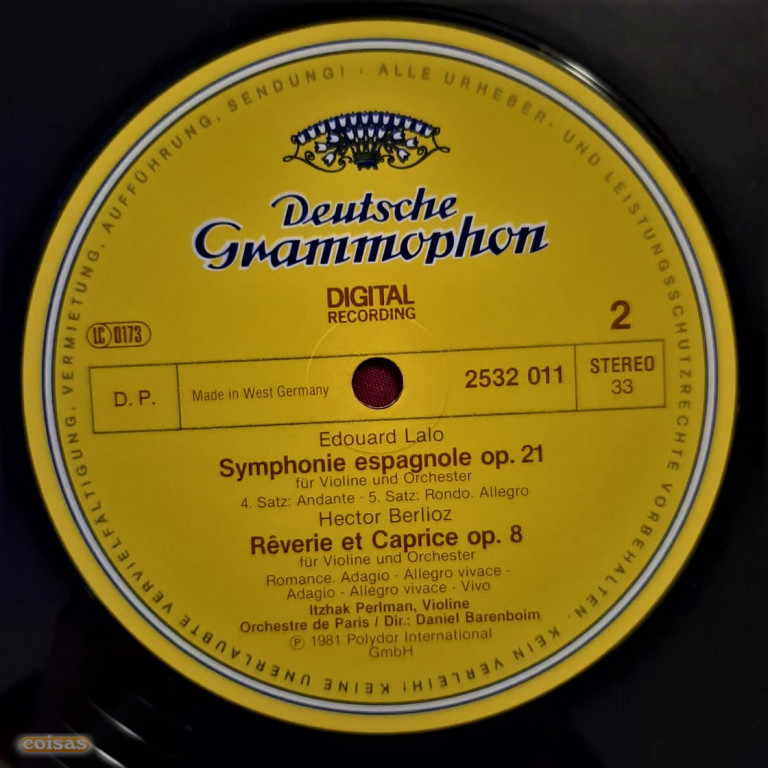 ALLE URHEBER- UND LEISTUNGSSCHUTZRECHTE VORBEHALTEN. KEIN VERLEIH! KEINE UNERLAUBTE VERVIELFÄLTIGUNG, VERMIETUNG, AUFFÜHRUNG, SENDUNG! ·
Deutsche
Grammophon
DIGITAL
RECORDING
2
LC 0173
D. P.
Made in West Germany
2532 011
STEREO
33
Edouard Lalo
Symphonie espagnole op. 21
für Violine und Orchester
4. Satz: Andante · 5. Satz: Rondo. Allegro
Hector Berlioz
Rêverie et Caprice op. 8
für Violine und Orchester
Romance. Adagio - Allegro vivace -
Adagio - Allegro vivace - Vivo
Itzhak Perlman, Violine
Orchestre de Paris / Dir.: Daniel Barenboim
Ⓟ 1981 Polydor International
GmbH
coisas